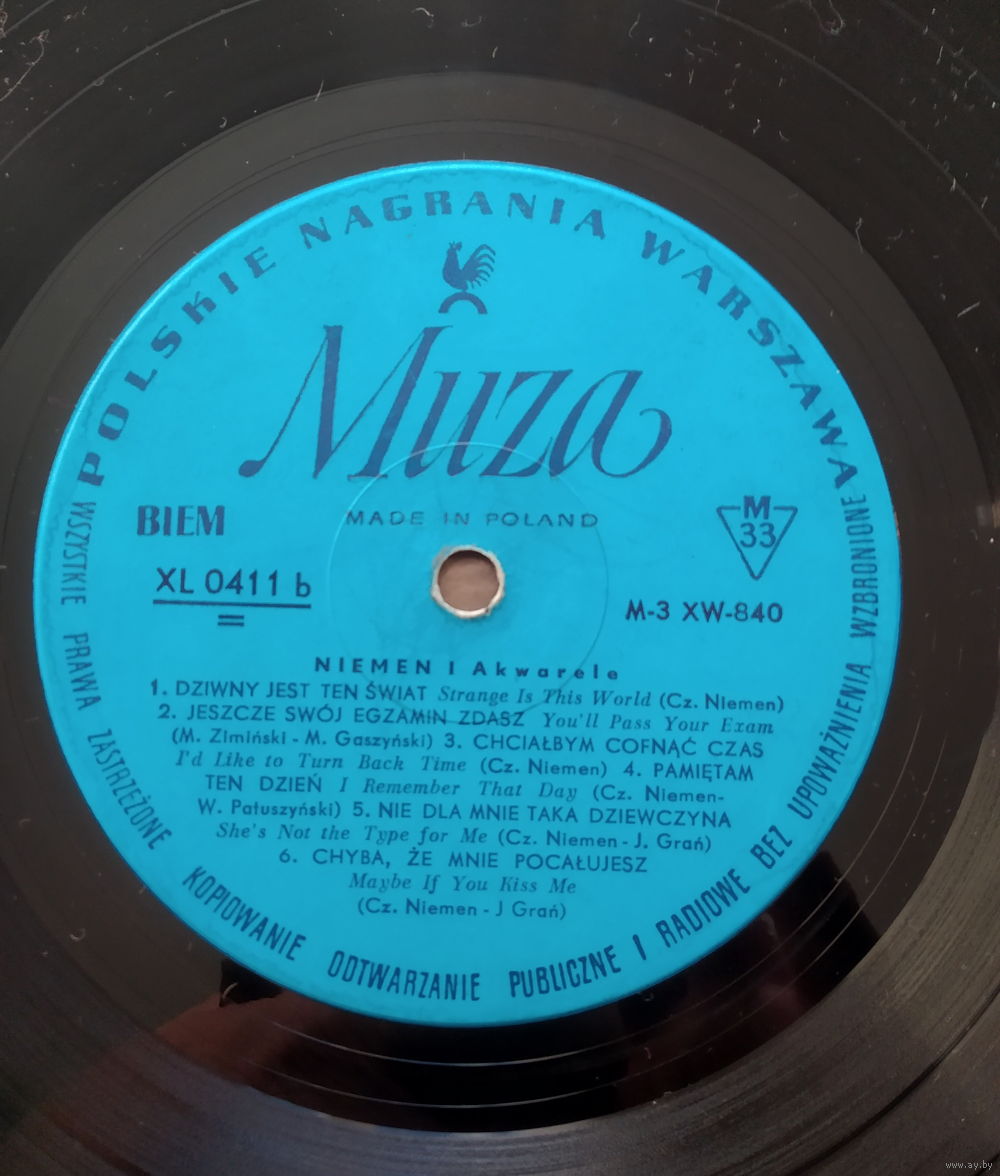 POLSKIE NAGRANIA WARSZAWA
Muza
MADE IN POLAND
BIEM
M
33
XL 0411 b
M-3 XW-840
NIEMEN I Akwarele
1. DZIWNY JEST TEN ŚWIAT Strange Is This World (Cz. Niemen)
2. JESZCZE SWÓJ EGZAMIN ZDASZ You'll Pass Your Exam
(M. Zimiński - M. Gaszyński) 3. CHCIAŁBYM COFNĄĆ CZAS
I'd Like to Turn Back Time (Cz. Niemen) 4. PAMIĘTAM
TEN DZIEŃ I Remember That Day (Cz. Niemen-
W. Patuszyński) 5. NIE DLA MNIE TAKA DZIEWCZYNA
She's Not the Type for Me (Cz. Niemen - J. Grań)
6. CHYBA, ŻE MNIE POCAŁUJESZ
Maybe If You Kiss Me
(Cz. Niemen - J Grań)
WSZYSTKIE PRAWA ZASTRZEŻONE KOPIOWANIE ODTWARZANIE PUBLICZNE I RADIOWE BEZ UPOWAŻNIENIA WZBRONIONE
www.ay.by